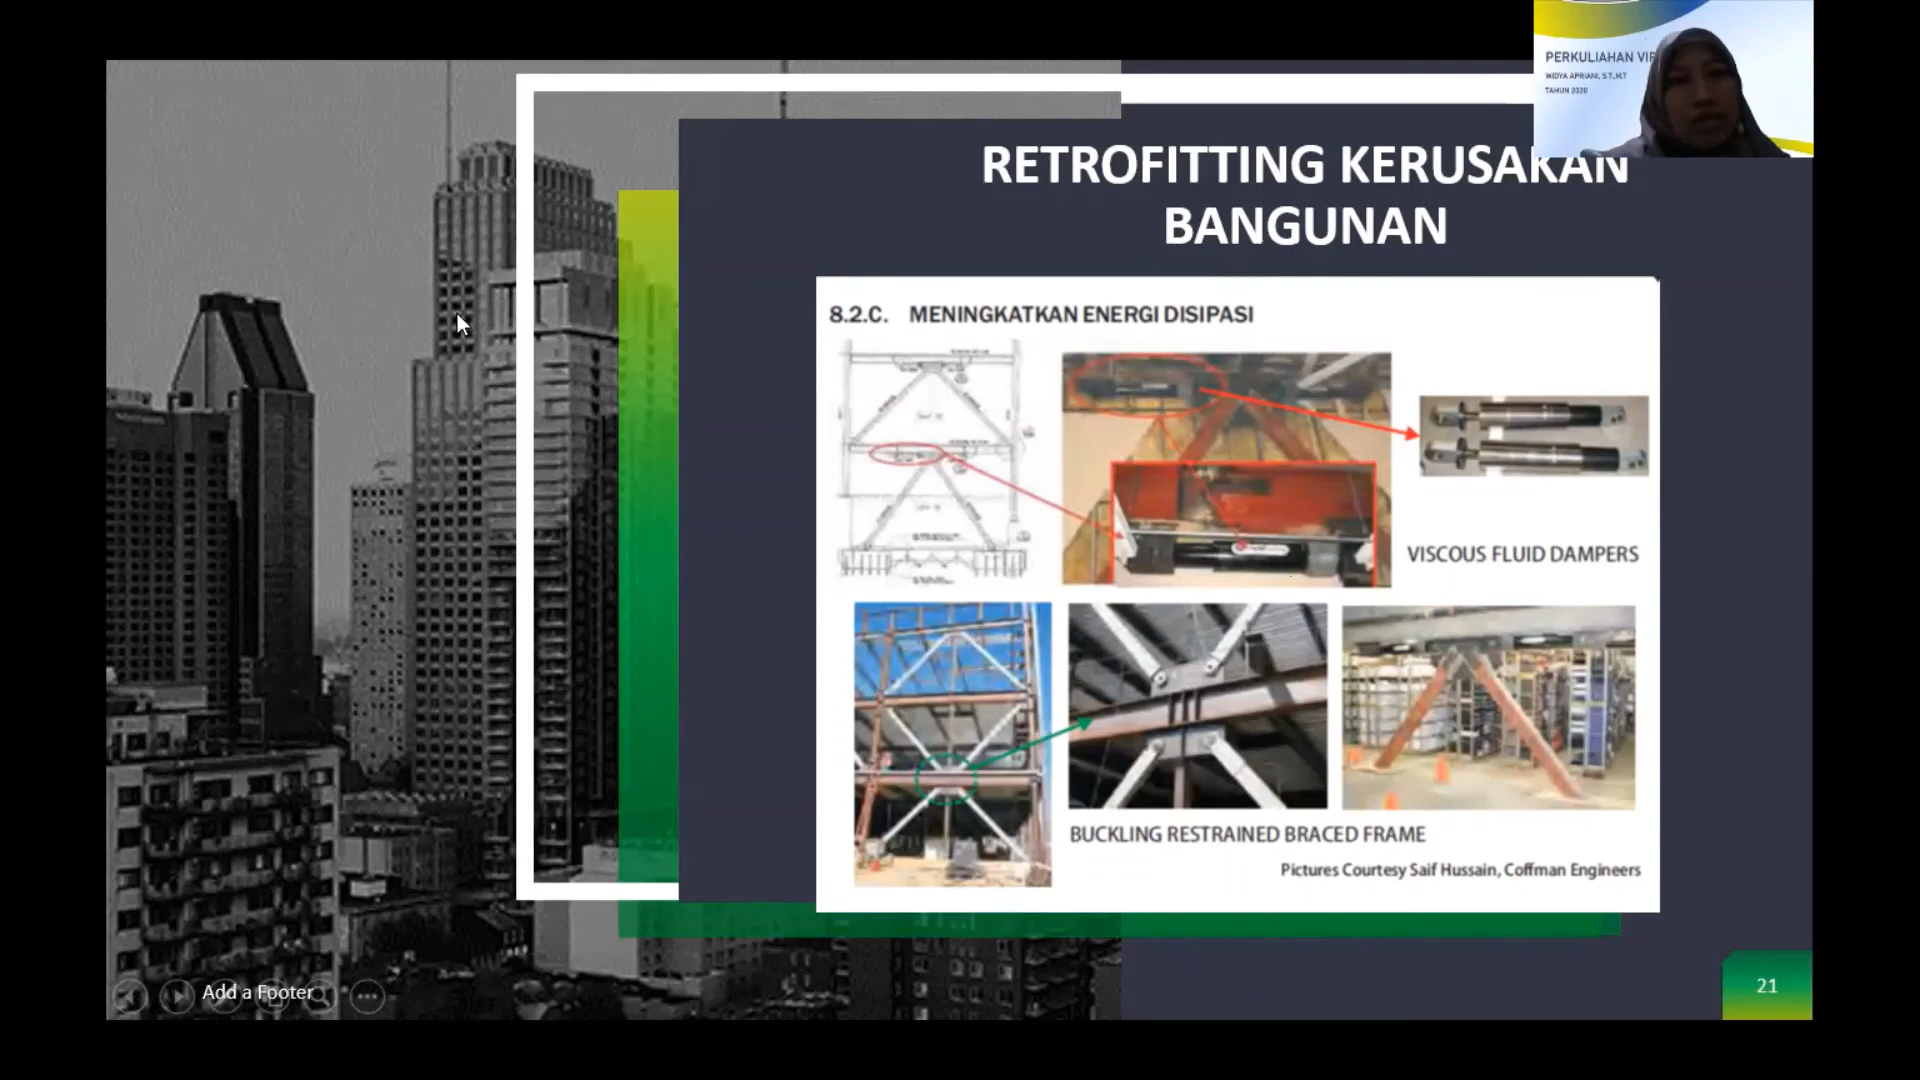 PERKULIAHAN VIR
WIDYA APRIANI, S.T.,M.T
TAHUN 2020
RETROFITTING KERUSAKAN
BANGUNAN
8.2.C. MENINGKATKAN ENERGI DISIPASI
VISCOUS FLUID DAMPERS
BUCKLING RESTRAINED BRACED FRAME
Pictures Courtesy Saif Hussain, Coffman Engineers
Add a Footer
21